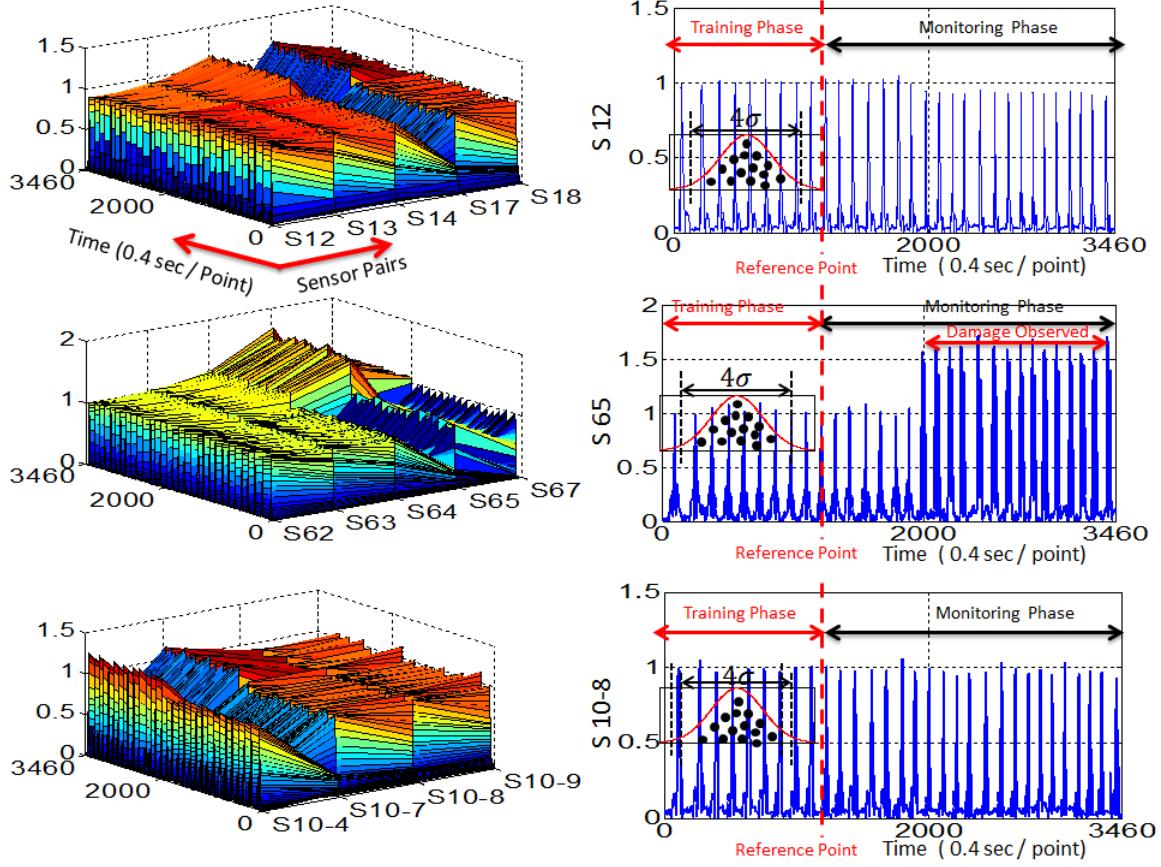 1.5
1
0.5
0
3460
2000
0
S12
S13
S14
S17
S18
Time (0.4 sec / Point)
Sensor Pairs
1.5
1
0.5
0
S 12
Training Phase
Monitoring Phase
4σ
0
2000
3460
Reference Point
Time ( 0.4 sec / point)
2
1
0
3460
2000
0
S62
S63
S64
S65
S67
2
1.5
1
0.5
0
S 65
Training Phase
Monitoring Phase
Damage Observed
4σ
0
2000
3460
Reference Point
Time ( 0.4 sec / point)
1.5
1
0.5
0
3460
2000
0
S10-4
S10-7
S10-8
S10-9
1.5
1
0.5
0
S 10-8
Training Phase
Monitoring Phase
4σ
0
2000
3460
Reference Point
Time ( 0.4 sec / point)